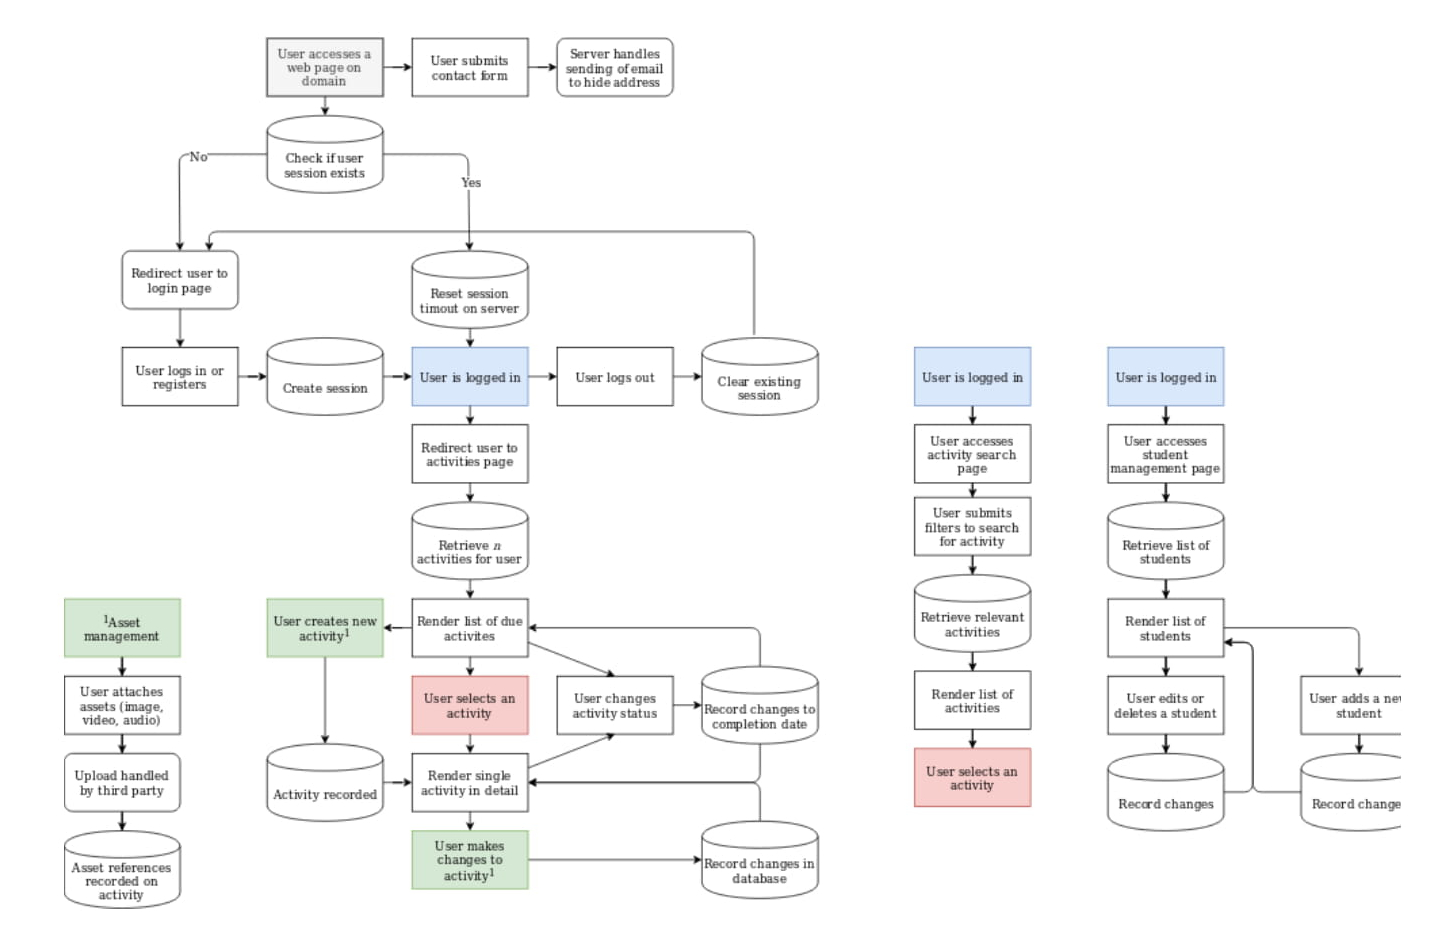 User accesses a
web page on
domain
User submits
contact form
Server handles
sending of email
to hide address
Check if user
session exists
No
Yes
Redirect user to
login page
Reset session
timout on server
User logs in or
registers
Create session
User is logged in
User logs out
Clear existing
session
User is logged in
User is logged in
Redirect user to
activities page
User accesses
activity search
page
User accesses
student
management page
Retrieve n
activities for user
User submits
filters to search
for activity
Retrieve list of
students
¹Asset
management
User creates new
activity¹
Render list of due
activites
Retrieve relevant
activities
Render list of
students
User attaches
assets (image,
video, audio)
User selects an
activity
User changes
activity status
Record changes to
completion date
Render list of
activities
User edits or
deletes a student
User adds a new
student
Upload handled
by third party
Activity recorded
Render single
activity in detail
User selects an
activity
Record changes
Record change
Asset references
recorded on
activity
User makes
changes to
activity¹
Record changes in
database